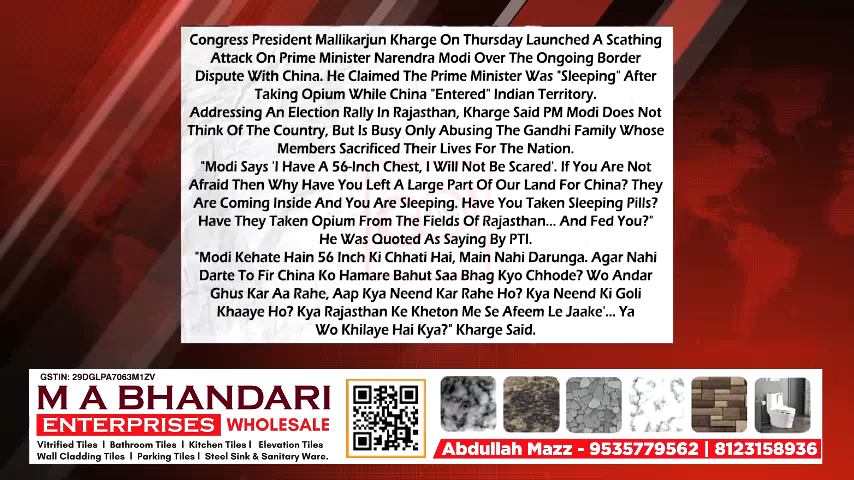 Congress President Mallikarjun Kharge On Thursday Launched A Scathing
Attack On Prime Minister Narendra Modi Over The Ongoing Border
Dispute With China. He Claimed The Prime Minister Was "Sleeping" After
Taking Opium While China "Entered" Indian Territory.
Addressing An Election Rally In Rajasthan, Kharge Said PM Modi Does Not
Think Of The Country, But Is Busy Only Abusing The Gandhi Family Whose
Members Sacrificed Their Lives For The Nation.
"Modi Says 'I Have A 56-Inch Chest, I Will Not Be Scared'. If You Are Not
Afraid Then Why Have You Left A Large Part Of Our Land For China? They
Are Coming Inside And You Are Sleeping. Have You Taken Sleeping Pills?
Have They Taken Opium From The Fields Of Rajasthan... And Fed You?"
He Was Quoted As Saying By PTI.
"Modi Kehate Hain 56 Inch Ki Chhati Hai, Main Nahi Darunga. Agar Nahi
Darte To Fir China Ko Hamare Bahut Saa Bhag Kyo Chhode? Wo Andar
Ghus Kar Aa Rahe, Aap Kya Neend Kar Rahe Ho? Kya Neend Ki Goli
Khaaye Ho? Kya Rajasthan Ke Kheton Me Se Afeem Le Jaake'... Ya
Wo Khilaye Hai Kya?" Kharge Said.
GSTIN: 29DGLPA7063M1ZV
M A BHANDARI
ENTERPRISES WHOLESALE
Vitrified Tiles I Bathroom Tiles I Kitchen Tiles I Elevation Tiles
Wall Cladding Tiles I Parking Tiles I Steel Sink & Sanitary Ware.
Abdullah Mazz - 9535779562 | 8123158936